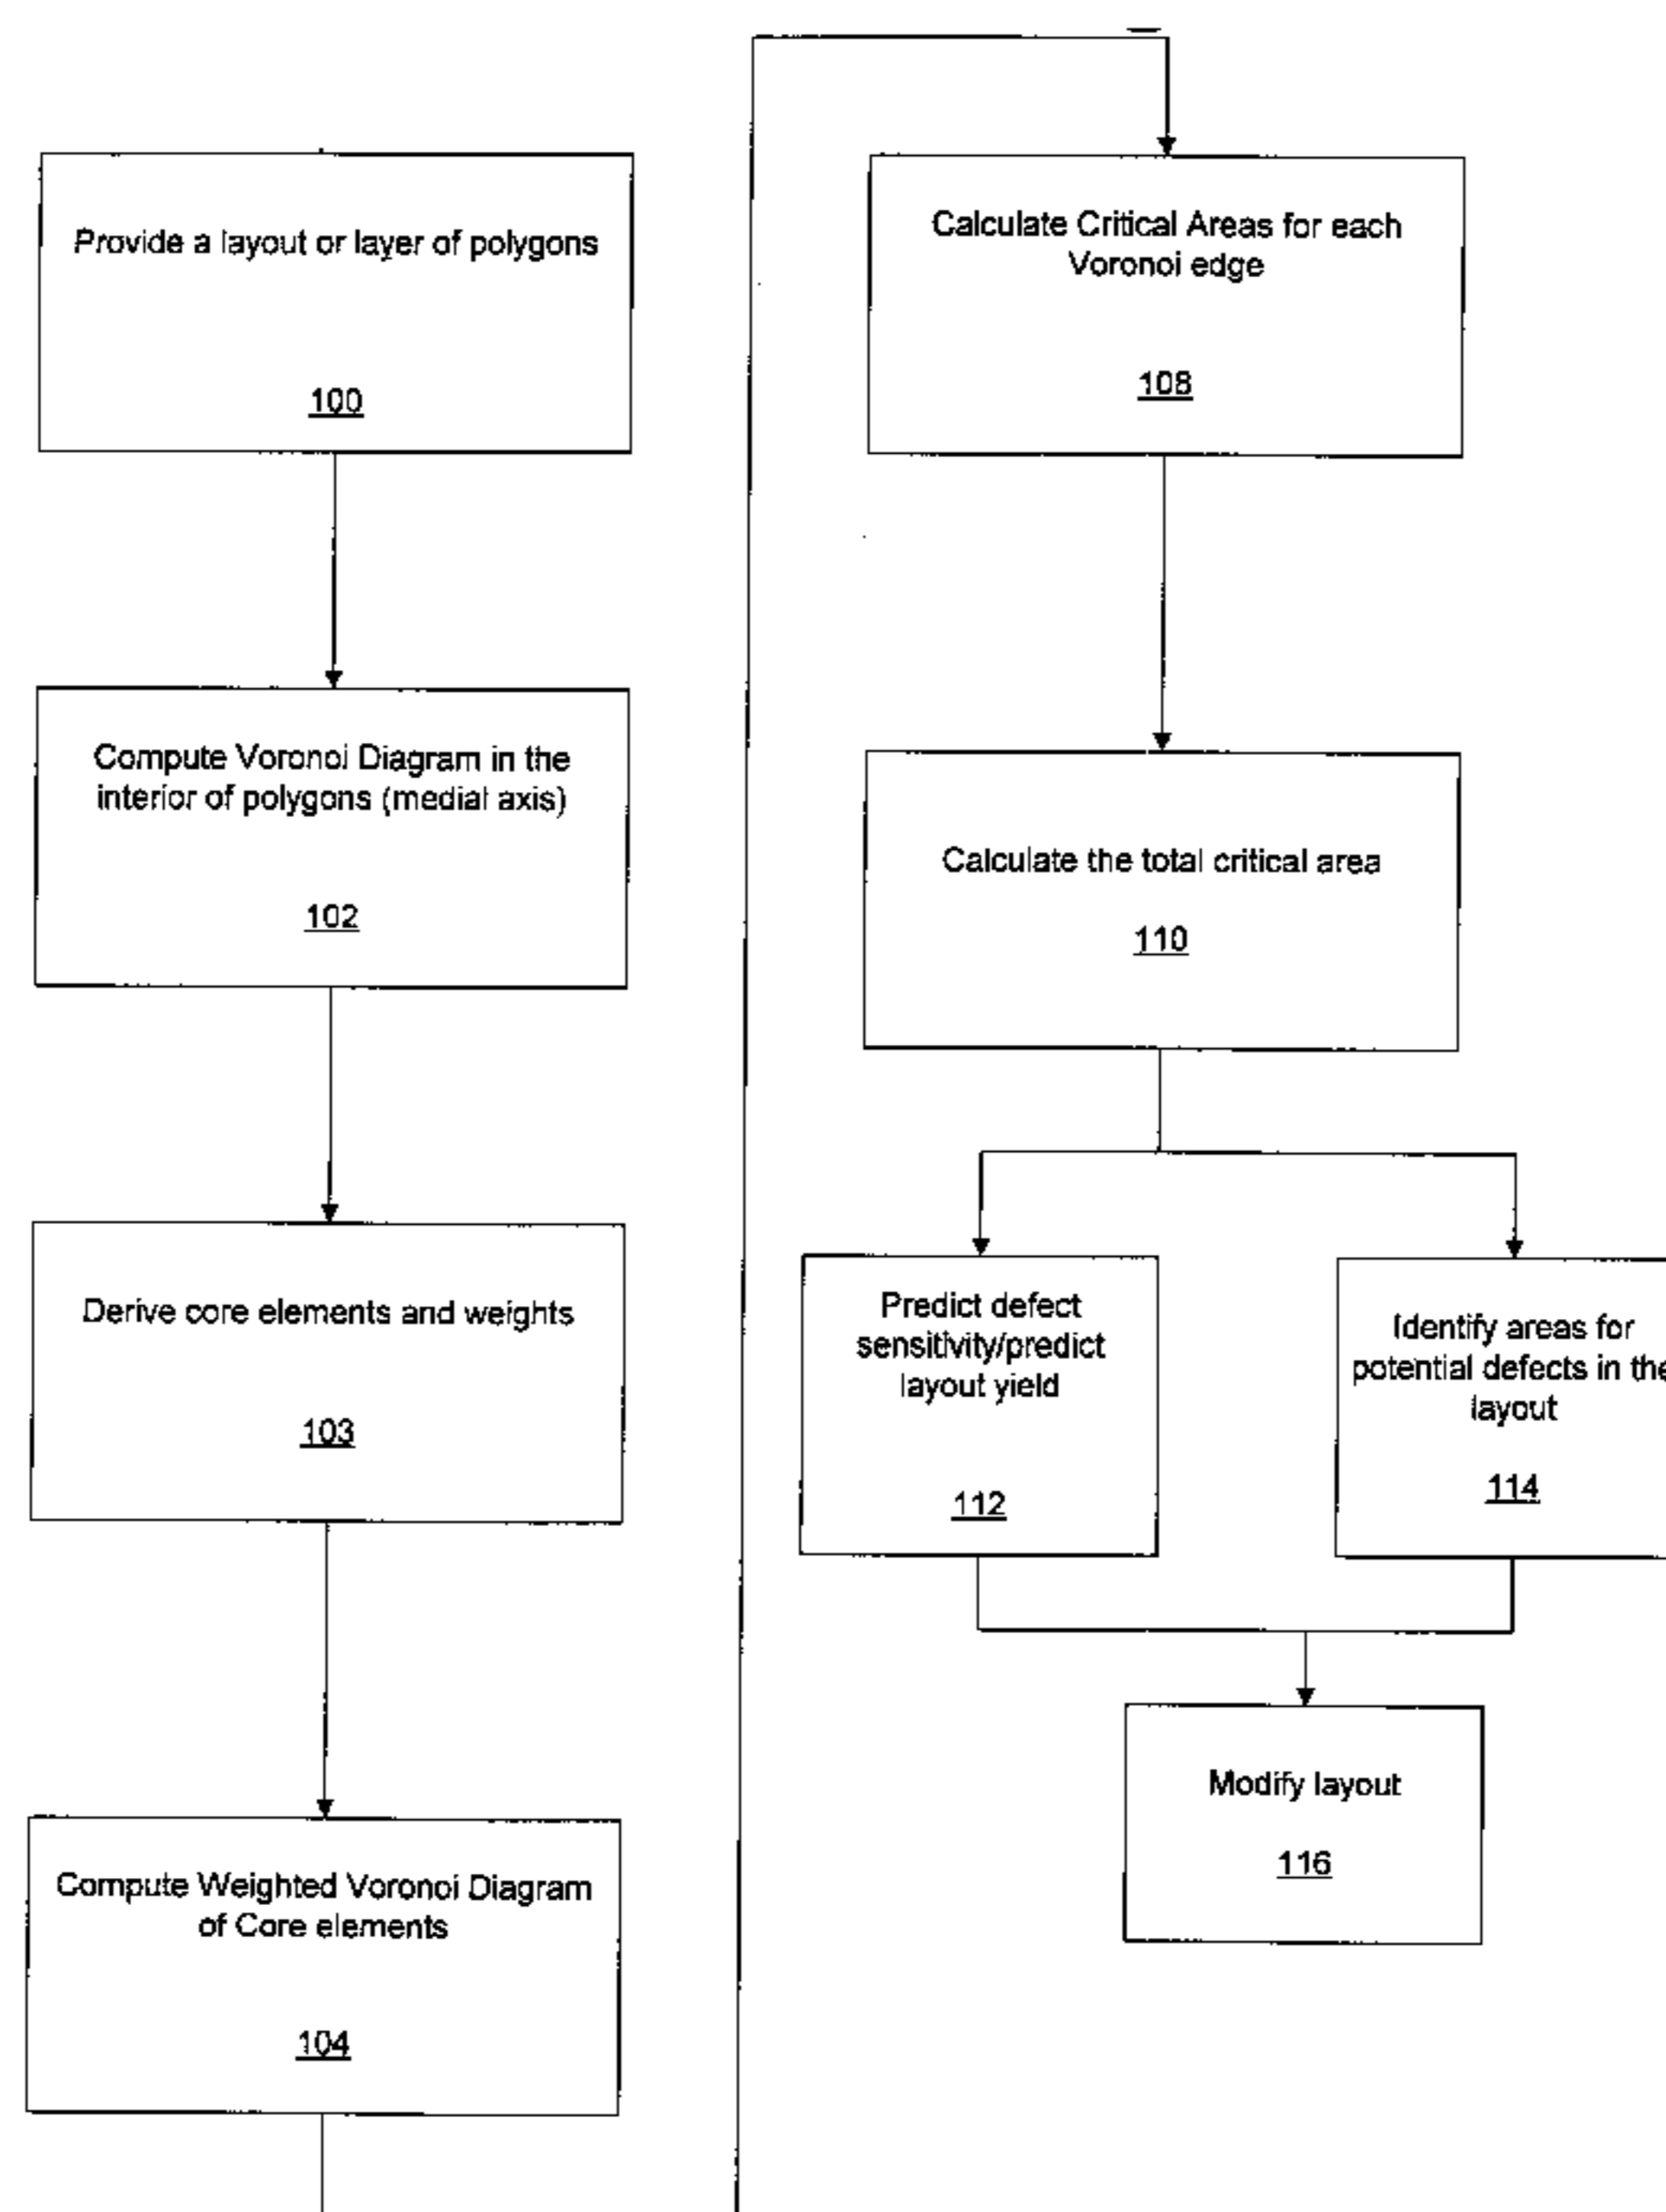 Provide a layout or layer of polygons
100
Compute Voronoi Diagram in the
interior of polygons (medial axis)
102
Derive core elements and weights
103
Compute Weighted Voronoi Diagram
of Core elements
104
Calculate Critical Areas for each
Voronoi edge
108
Calculate the total critical area
110
Predict defect
sensitivity/predict
layout yield
112
Identify areas for
potential defects in the
layout
114
Modify layout
116